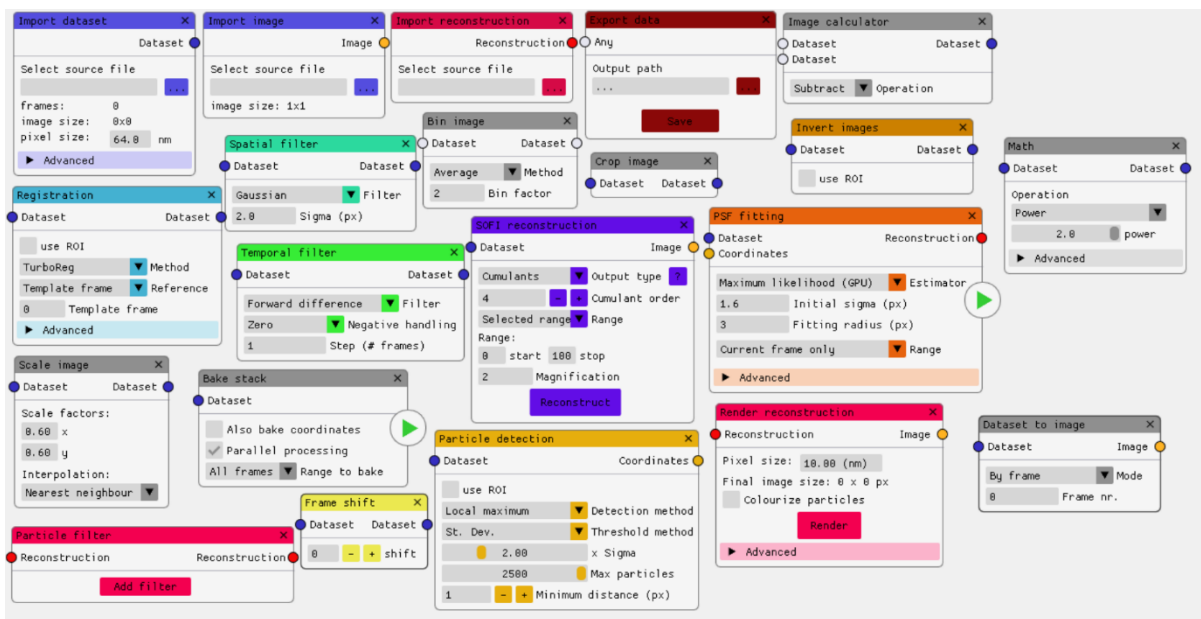 Import dataset ×
Dataset
Select source file
...
frames: 0
image size: 0x0
pixel size: 64.0 nm
▶ Advanced
Import image ×
Image
Select source file
...
image size: 1x1
Import reconstruction ×
Reconstruction
Select source file
...
Export data ×
Any
Output path
... ...
Save
Image calculator ×
Dataset Dataset
Dataset
Subtract ▼ Operation
Spatial filter ×
Dataset Dataset
Gaussian ▼ Filter
2.0 Sigma (px)
Bin image ×
Dataset Dataset
Average ▼ Method
2 Bin factor
Crop image ×
Dataset Dataset
Invert images ×
Dataset Dataset
use ROI
Math ×
Dataset Dataset
Operation
Power ▼
2.0 power
▶ Advanced
Registration ×
Dataset Dataset
use ROI
TurboReg ▼ Method
Template frame ▼ Reference
0 Template frame
▶ Advanced
Temporal filter ×
Dataset Dataset
Forward difference ▼ Filter
Zero ▼ Negative handling
1 Step (# frames)
SOFI reconstruction ×
Dataset Image
Cumulants ▼ Output type ?
4 - + Cumulant order
Selected range ▼ Range
Range:
0 start 100 stop
2 Magnification
Reconstruct
PSF fitting ×
Dataset Reconstruction
Coordinates
Maximum likelihood (GPU) ▼ Estimator
1.6 Initial sigma (px)
3 Fitting radius (px)
Current frame only ▼ Range
▶ Advanced
Scale image ×
Dataset Dataset
Scale factors:
0.60 x
0.60 y
Interpolation:
Nearest neighbour ▼
Bake stack ×
Dataset
Also bake coordinates
✓ Parallel processing
All frames ▼ Range to bake
Particle detection ×
Dataset Coordinates
use ROI
Local maximum ▼ Detection method
St. Dev. ▼ Threshold method
2.00 x Sigma
2500 Max particles
1 - + Minimum distance (px)
Render reconstruction ×
Reconstruction Image
Pixel size: 10.00 (nm)
Final image size: 0 x 0 px
Colourize particles
Render
▶ Advanced
Dataset to image ×
Dataset Image
By frame ▼ Mode
0 Frame nr.
Frame shift ×
Dataset Dataset
0 - + shift
Particle filter ×
Reconstruction Reconstruction
Add filter